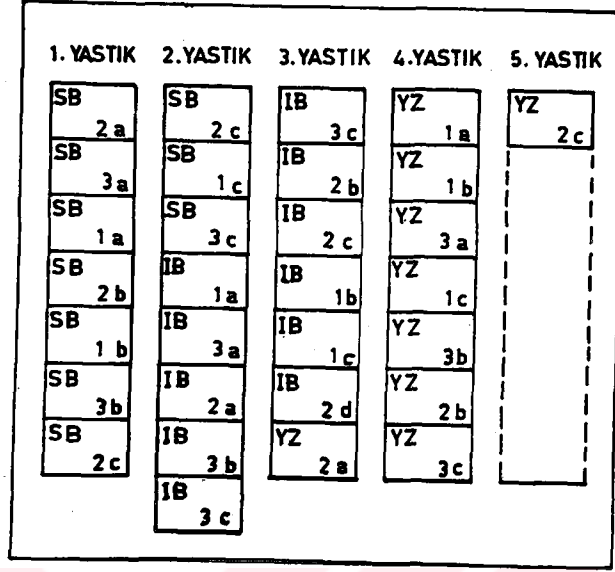 1. YASTIK 2. YASTIK 3. YASTIK 4. YASTIK 5. YASTIK
SB SB IB YZ YZ
2a 2c 3c 1a 2c
SB SB IB YZ
3a 1c 2b 1b
SB SB IB YZ
1a 3c 2c 3a
SB IB IB YZ
2b 1a 1b 1c
SB IB IB YZ
1b 3a 1c 3b
SB IB IB YZ
3b 2a 2d 2b
SB IB YZ YZ
2c 3b 2a 3c
IB
3c